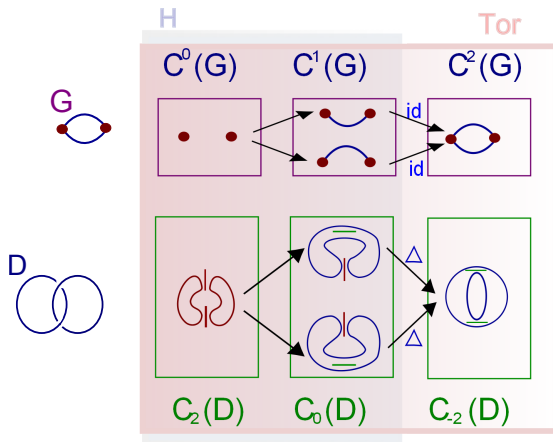 H
Tor
C⁰(G) C¹(G) C²(G)
G
id
id
D
△
△
C₂(D) C₀(D) C₋₂(D)